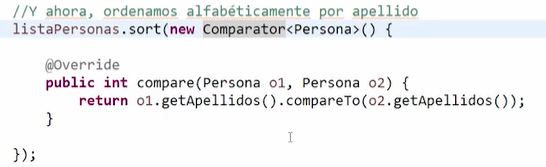 //Y ahora, ordenamos alfabéticamente por apellido
listaPersonas.sort(new Comparator<Persona>() {
@Override
public int compare(Persona o1, Persona o2) {
return o1.getApellidos().compareTo(o2.getApellidos());
}
});